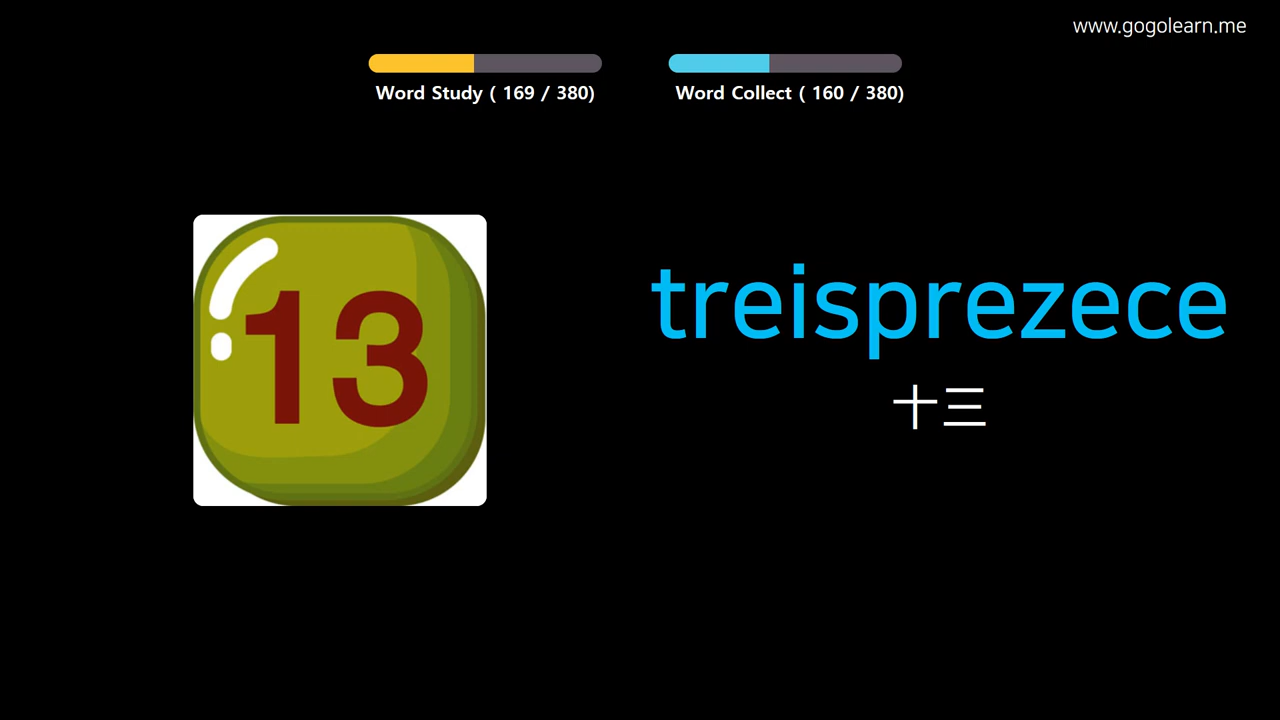 www.gogolearn.me
Word Study ( 169 / 380)
Word Collect ( 160 / 380)
13
treisprezece
十三